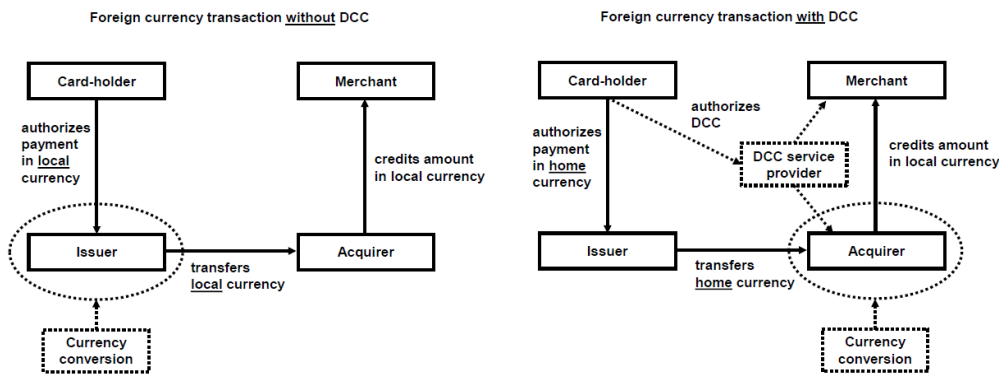 Foreign currency transaction without DCC
Card-holder
Merchant
authorizes
payment
in local
currency
credits amount
in local currency
Issuer
Acquirer
transfers
local currency
Currency
conversion
Foreign currency transaction with DCC
Card-holder
Merchant
authorizes
DCC
authorizes
payment
in home
currency
DCC service
provider
credits amount
in local currency
Issuer
Acquirer
transfers
home currency
Currency
conversion